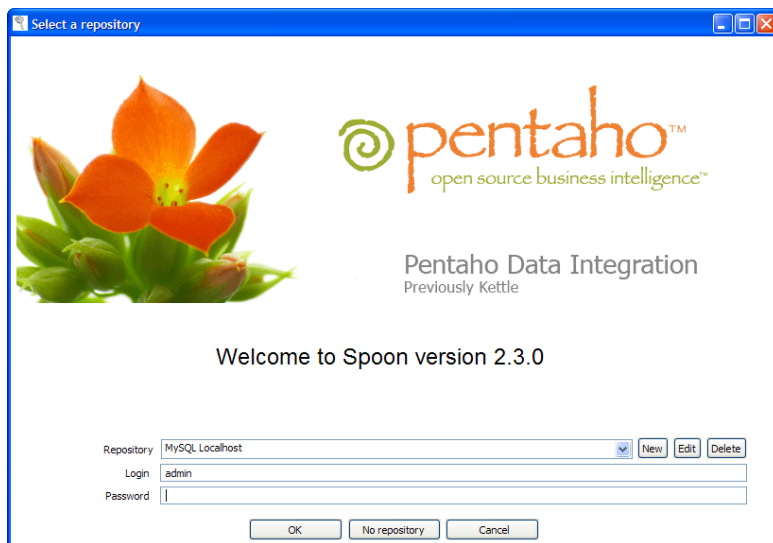 Select a repository
pentaho™
open source business intelligence™
Pentaho Data Integration
Previously Kettle
Welcome to Spoon version 2.3.0
Repository MySQL Localhost New Edit Delete
Login admin
Password
OK No repository Cancel